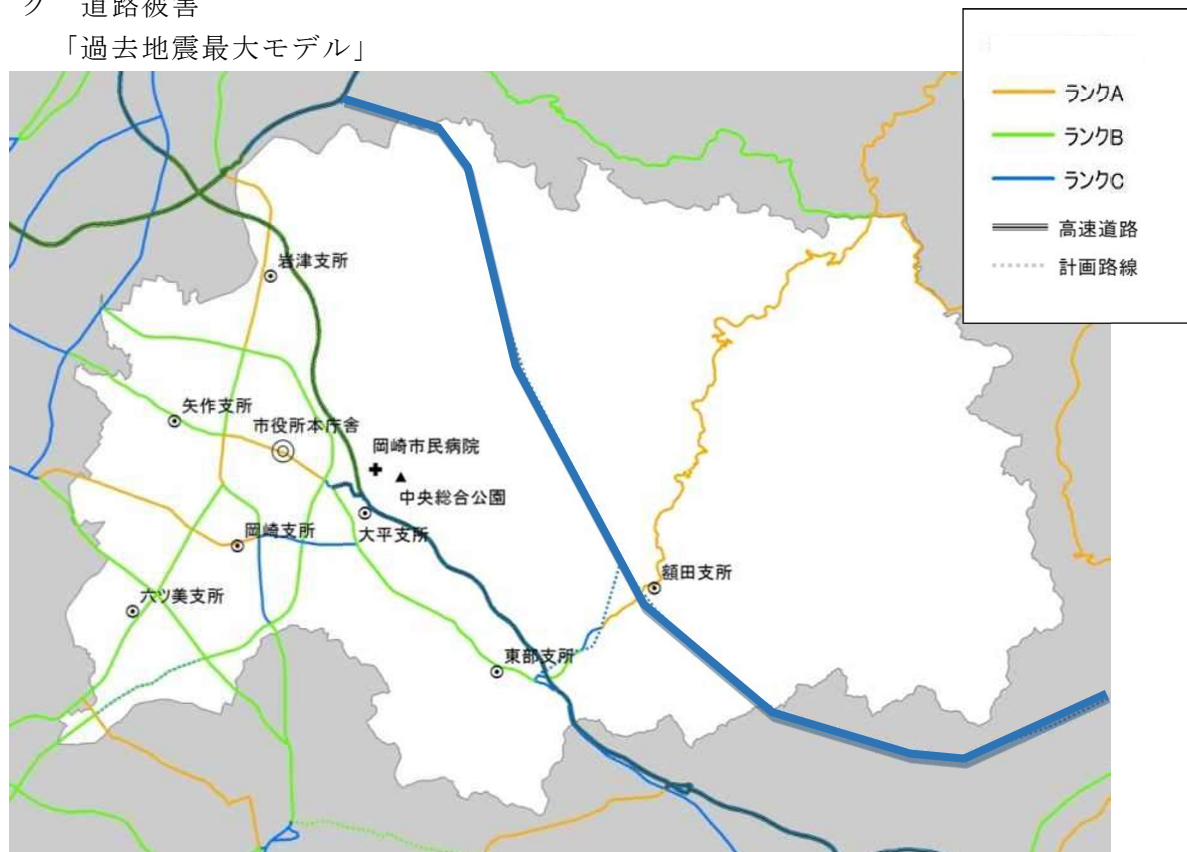 道路被害
「過去地震最大モデル」
ランクA
ランクB
ランクC
高速道路
計画路線
岩津支所
矢作支所
市役所本庁舎
岡崎市民病院
中央総合公園
大平支所
岡崎支所
六ツ美支所
額田支所
東部支所